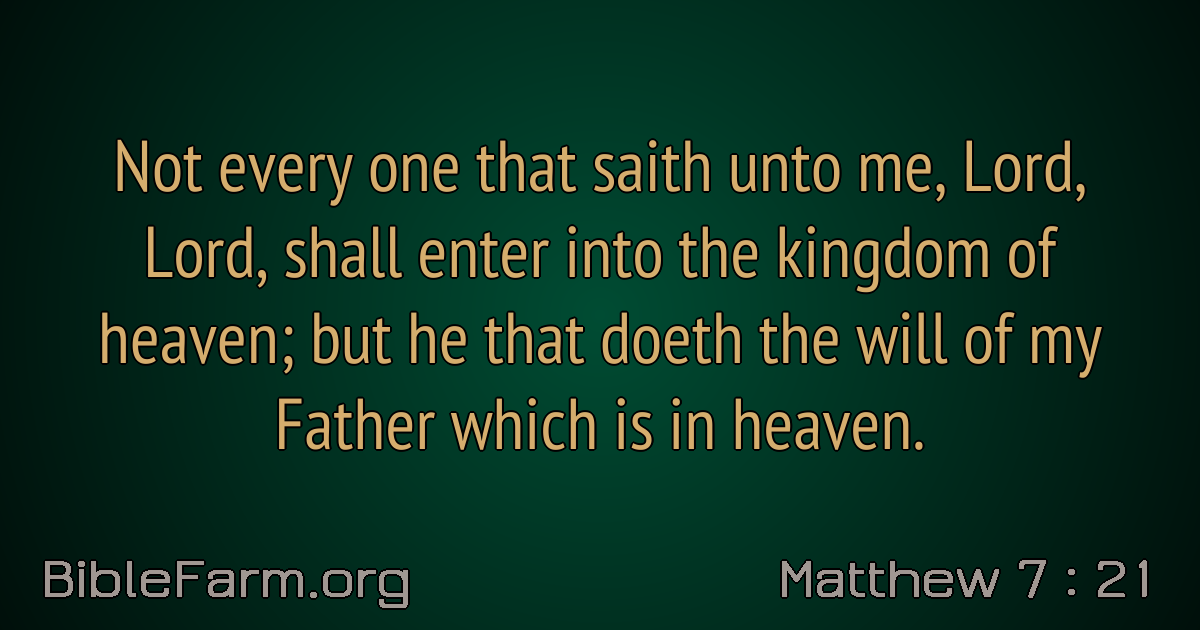 Not every one that saith unto me, Lord,
Lord, shall enter into the kingdom of
heaven; but he that doeth the will of my
Father which is in heaven.
BibleFarm.org
Matthew 7 : 21